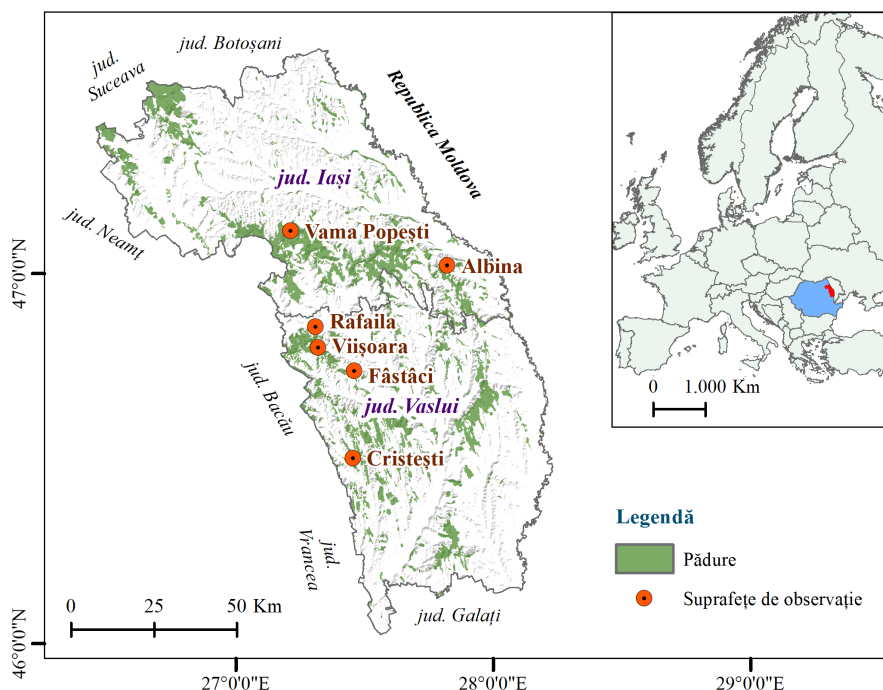 jud. Botoșani
jud.
Suceava
Republica Moldova
jud. Iași
jud. Neamț
Vama Popești
Albina
47°0'0"N
Rafaila
Viișoara
Fâstâci
jud. Bacău
jud. Vaslui
Cristești
jud.
Vrancea
jud. Galați
0 25 50 Km
46°0'0"N
27°0'0"E
28°0'0"E
29°0'0"E
0 1.000 Km
Legendă
Pădure
Suprafețe de observație